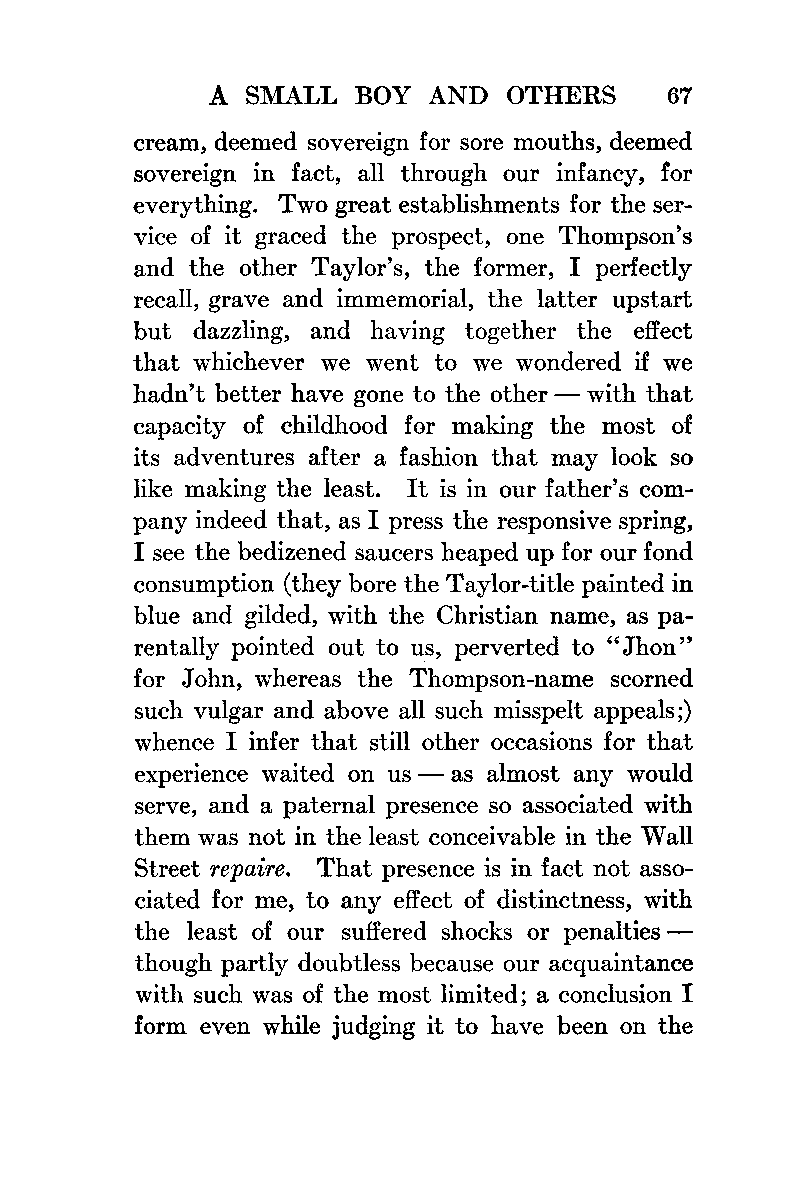 A SMALL BOY AND OTHERS 67
cream, deemed sovereign for sore mouths, deemed
sovereign in fact, all through our infancy, for
everything. Two great establishments for the ser-
vice of it graced the prospect, one Thompson's
and the other Taylor's, the former, I perfectly
recall, grave and immemorial, the latter upstart
but dazzling, and having together the effect
that whichever we went to we wondered if we
hadn't better have gone to the other — with that
capacity of childhood for making the most of
its adventures after a fashion that may look so
like making the least. It is in our father's com-
pany indeed that, as I press the responsive spring,
I see the bedizened saucers heaped up for our fond
consumption (they bore the Taylor-title painted in
blue and gilded, with the Christian name, as pa-
rentally pointed out to us, perverted to “Jhon”
for John, whereas the Thompson-name scorned
such vulgar and above all such misspelt appeals;)
whence I infer that still other occasions for that
experience waited on us — as almost any would
serve, and a paternal presence so associated with
them was not in the least conceivable in the Wall
Street repaire. That presence is in fact not asso-
ciated for me, to any effect of distinctness, with
the least of our suffered shocks or penalties —
though partly doubtless because our acquaintance
with such was of the most limited; a conclusion I
form even while judging it to have been on the